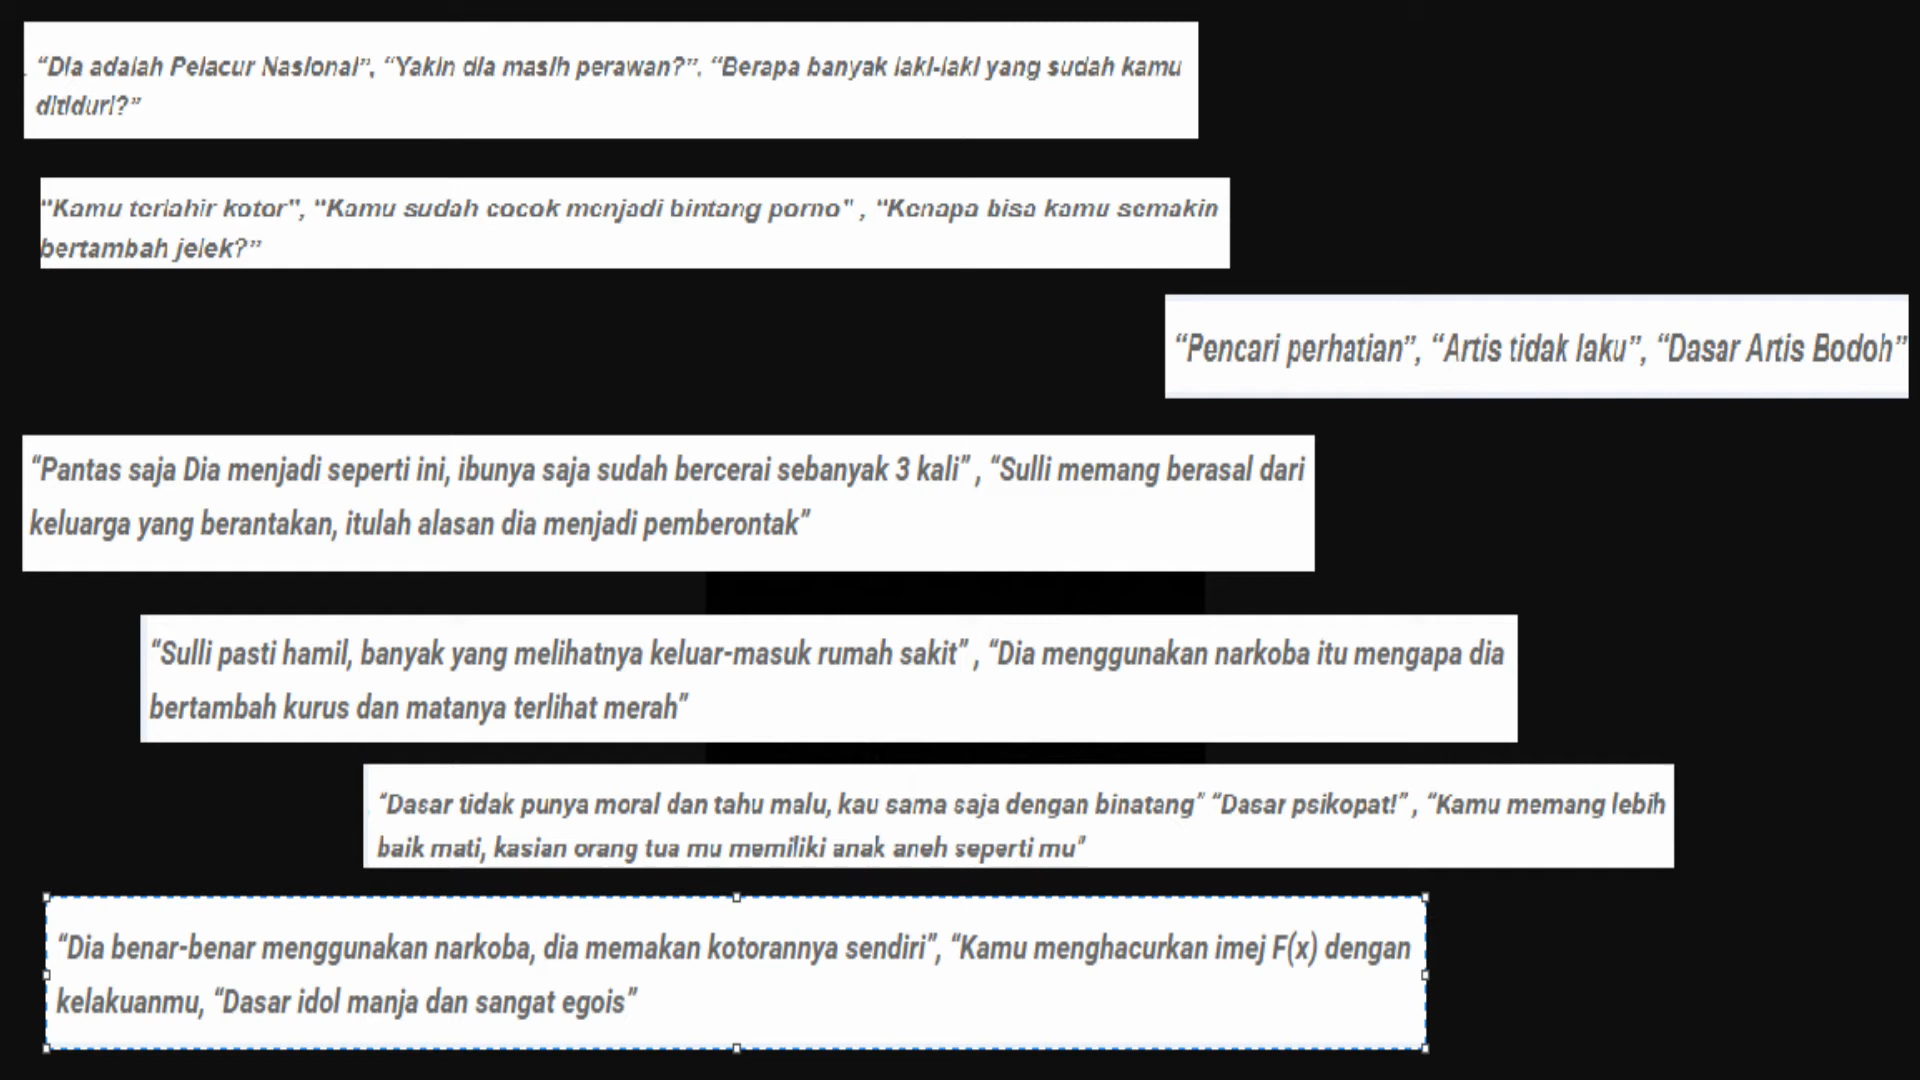 “Dia adalah Pelacur Nasional”, “Yakin dia masih perawan?”. “Berapa banyak laki-laki yang sudah kamu
ditiduri?”
“Kamu terlahir kotor”, “Kamu sudah cocok menjadi bintang porno” , “Kenapa bisa kamu semakin
bertambah jelek?”
“Pencari perhatian”, “Artis tidak laku”, “Dasar Artis Bodoh”
“Pantas saja Dia menjadi seperti ini, ibunya saja sudah bercerai sebanyak 3 kali” , “Sulli memang berasal dari
keluarga yang berantakan, itulah alasan dia menjadi pemberontak”
“Sulli pasti hamil, banyak yang melihatnya keluar-masuk rumah sakit” , “Dia menggunakan narkoba itu mengapa dia
bertambah kurus dan matanya terlihat merah”
“Dasar tidak punya moral dan tahu malu, kau sama saja dengan binatang” “Dasar psikopat!” , “Kamu memang lebih
baik mati, kasian orang tua mu memiliki anak aneh seperti mu”
“Dia benar-benar menggunakan narkoba, dia memakan kotorannya sendiri”, “Kamu menghacurkan imej F(x) dengan
kelakuanmu, “Dasar idol manja dan sangat egois”